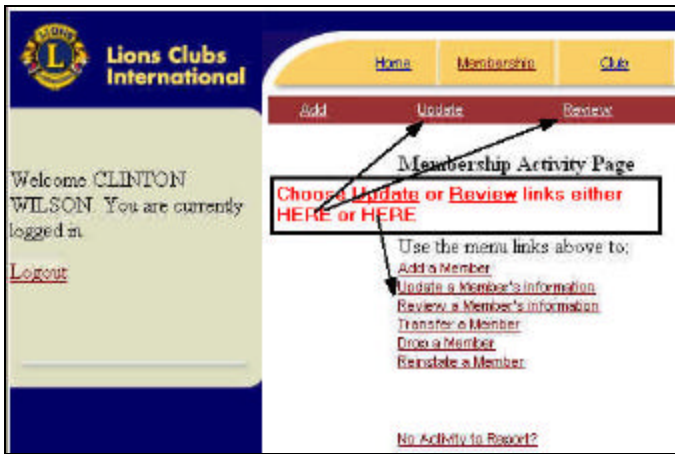 Lions Clubs
International
Home Membership Club
Add Update Review
Welcome CLINTON
WILSON. You are currently
logged in.
Logout
Membership Activity Page
Choose Update or Review links either
HERE or HERE
Use the menu links above to:
Add a Member
Update a Member's information
Review a Member's information
Transfer a Member
Drop a Member
Reinstate a Member
No Activity to Report?